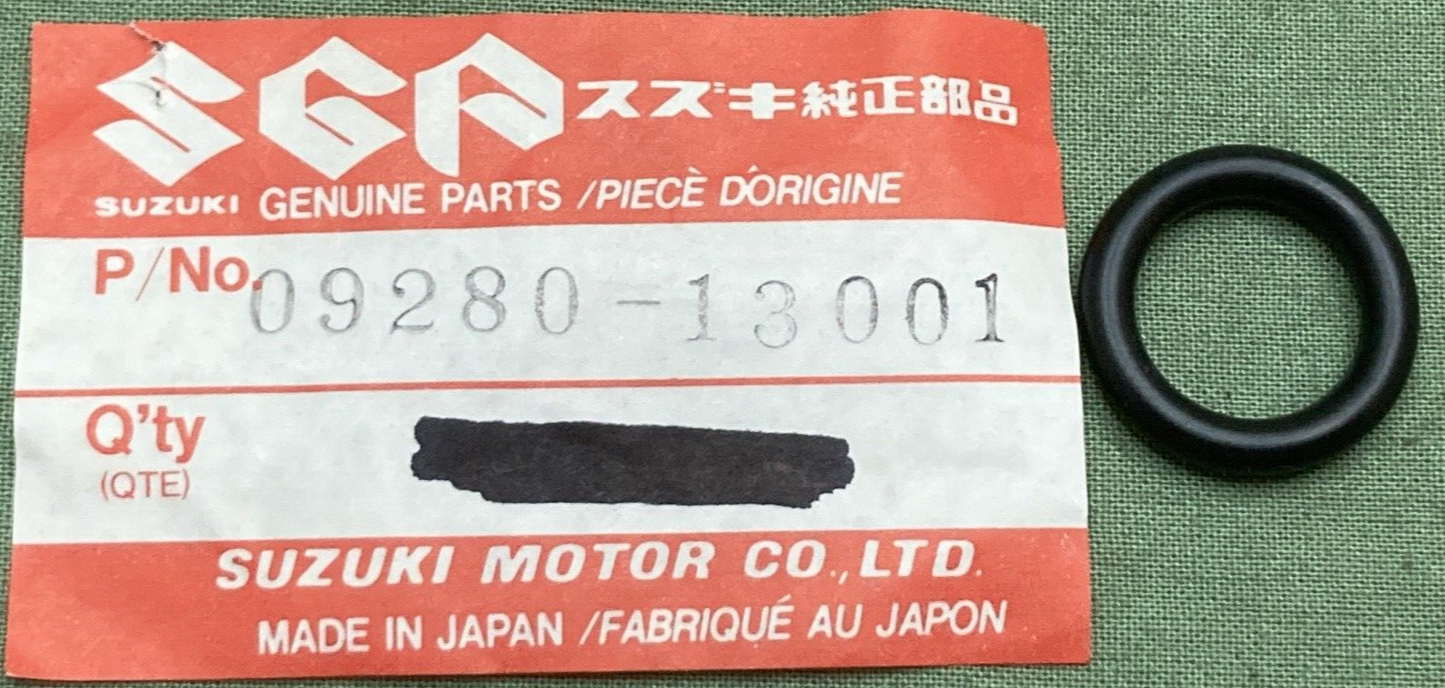 SGP スズキ純正部品
SUZUKI GENUINE PARTS /PIECÈ DÔRIGINE
P/No. 09280-13001
Q'ty
(QTE)
SUZUKI MOTOR CO.,LTD.
MADE IN JAPAN /FABRIQUÉ AU JAPON